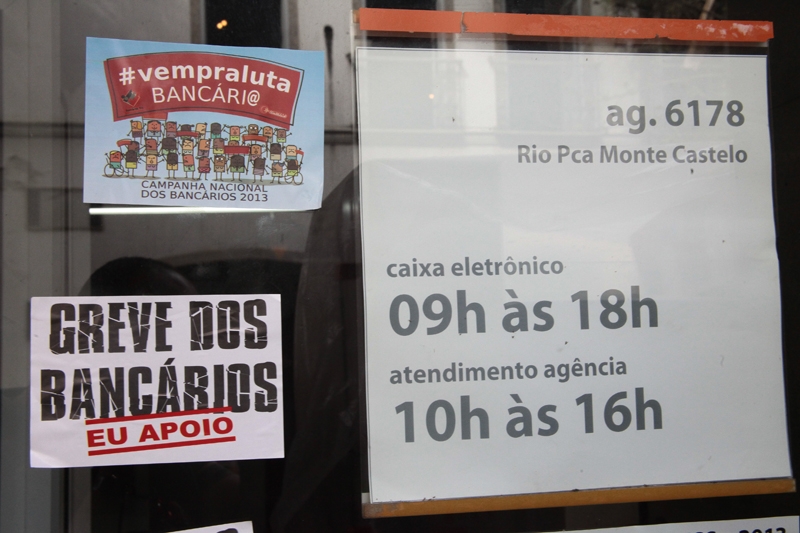 #vempraluta
BANCÁRI@
CAMPANHA NACIONAL
DOS BANCÁRIOS 2013
GREVE DOS
BANCÁRIOS
EU APOIO
ag. 6178
Rio Pca Monte Castelo
caixa eletrônico
09h às 18h
atendimento agência
10h às 16h
2013